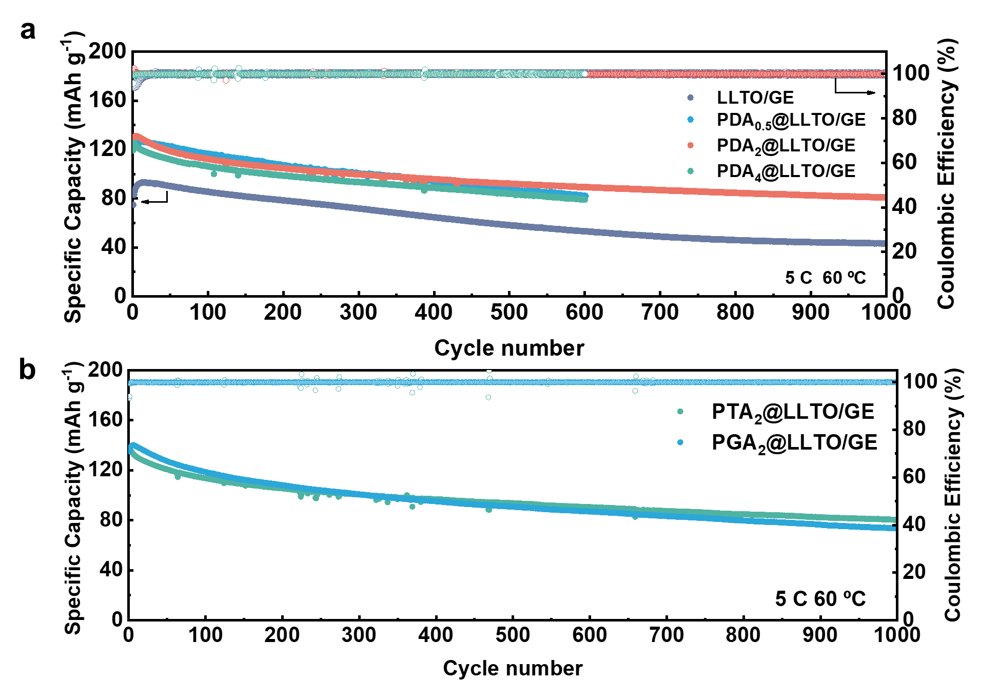 a
Specific Capacity (mAh g-1)
200
160
120
80
40
0
0 100 200 300 400 500 600 700 800 900 1000
Cycle number
100
80
60
40
20
0
Coulombic Efficiency (%)
LLTO/GE
PDA0.5@LLTO/GE
PDA2@LLTO/GE
PDA4@LLTO/GE
5 C 60 ºC
b
Specific Capacity (mAh g-1)
200
160
120
80
40
0
0 100 200 300 400 500 600 700 800 900 1000
Cycle number
100
80
60
40
20
0
Coulombic Efficiency (%)
PTA2@LLTO/GE
PGA2@LLTO/GE
5 C 60 ºC